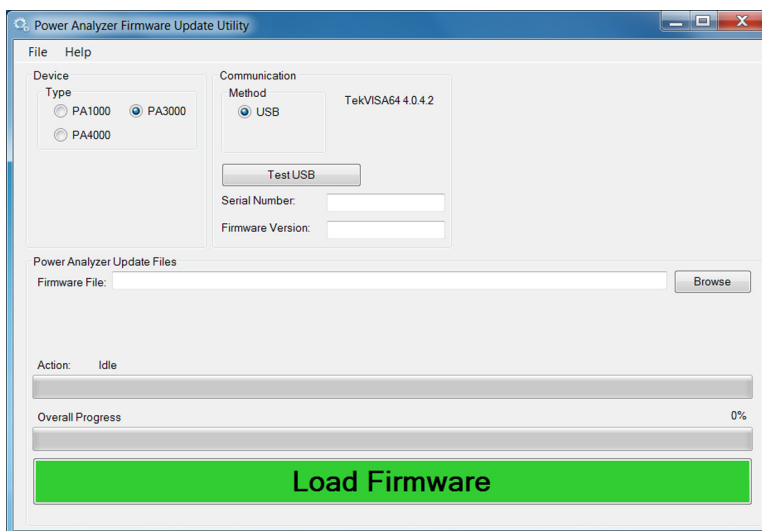 Power Analyzer Firmware Update Utility
File Help
Device
Type
PA1000 PA3000
PA4000
Communication
Method
USB
TekVISA64 4.0.4.2
Test USB
Serial Number:
Firmware Version:
Power Analyzer Update Files
Firmware File:
Browse
Action: Idle
Overall Progress 0%
Load Firmware